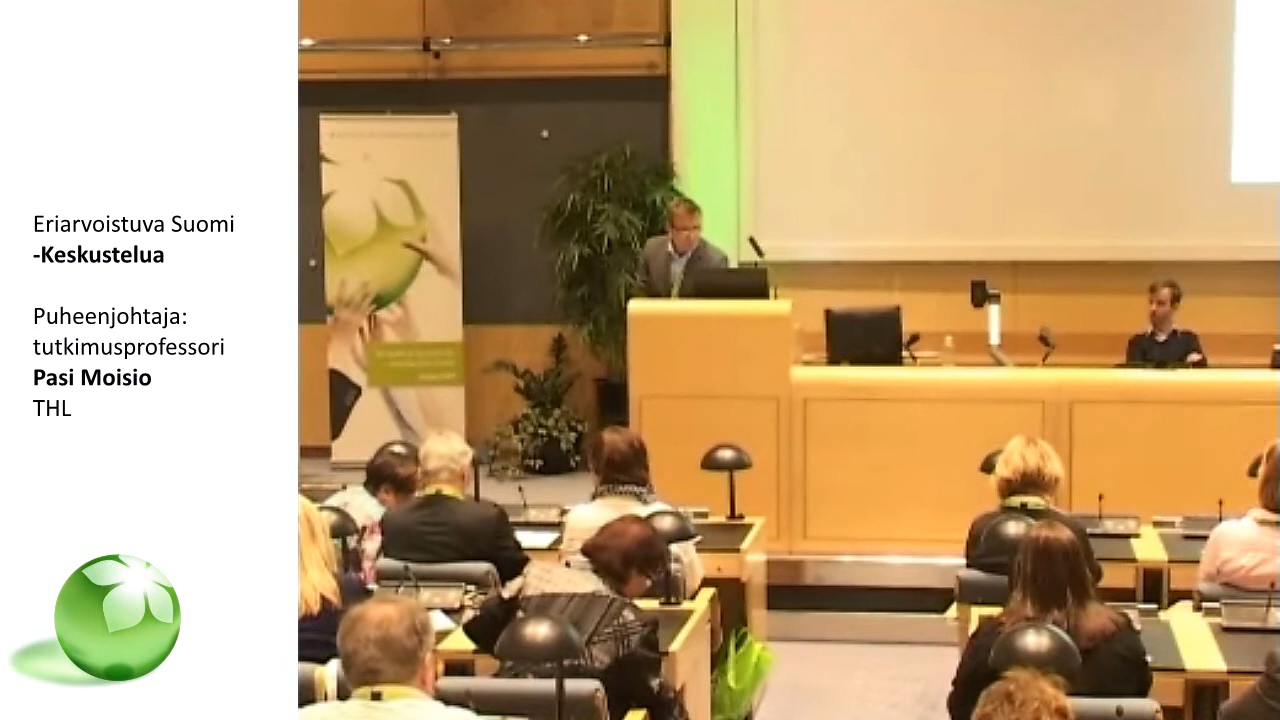 Eriarvoistuva Suomi
-Keskustelua
Puheenjohtaja:
tutkimusprofessori
Pasi Moisio
THL